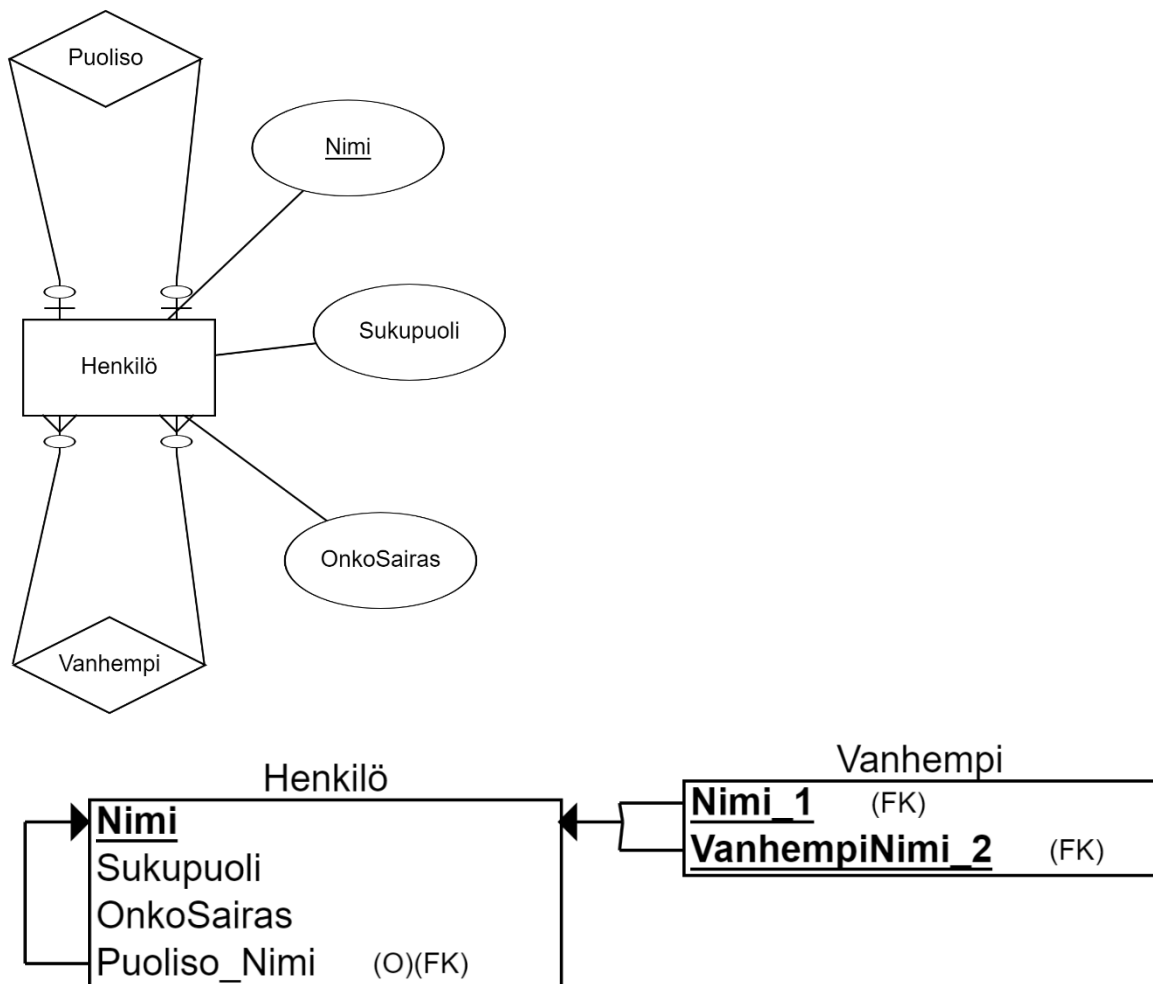 Puoliso
Nimi
Sukupuoli
Henkilö
OnkoSairas
Vanhempi
Henkilö
Nimi
Sukupuoli
OnkoSairas
Puoliso_Nimi (O)(FK)
Vanhempi
Nimi_1 (FK)
VanhempiNimi_2 (FK)